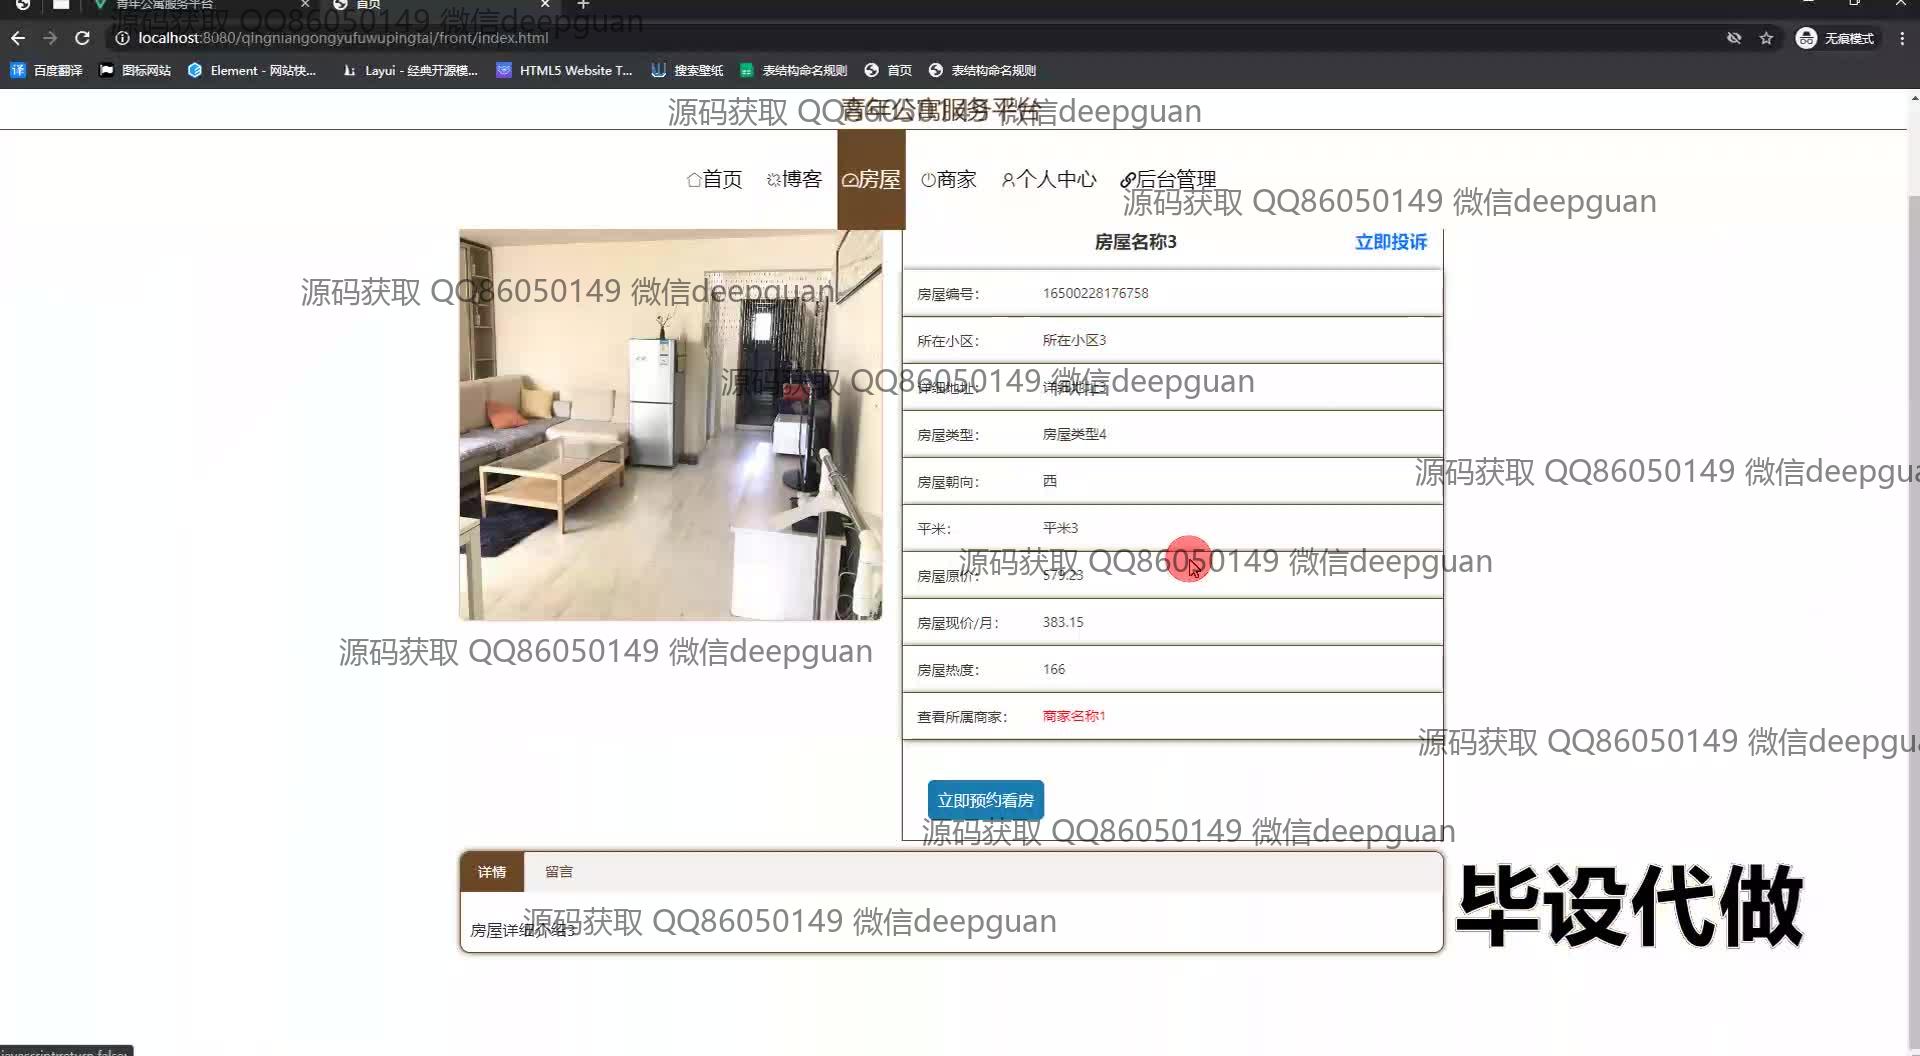 青年公寓服务平台
首页
源码获取 QQ86050149 微信deepguan
localhost:8080/qingniangongyufuwupingtai/front/index.html
无痕模式
百度翻译
图标网站
Element - 网站快...
Layui - 经典开源模...
HTML5 Website T...
搜索壁纸
表结构命名规则
首页
表结构命名规则
青年公寓服务平台
源码获取 QQ86050149 微信deepguan
首页
博客
房屋
商家
个人中心
后台管理
源码获取 QQ86050149 微信deepguan
房屋名称3
立即投诉
源码获取 QQ86050149 微信deepguan
房屋编号： 16500228176758
所在小区： 所在小区3
详细地址： 详细地址3
源码获取 QQ86050149 微信deepguan
房屋类型： 房屋类型4
源码获取 QQ86050149 微信deepgua
房屋朝向： 西
平米： 平米3
源码获取 QQ86050149 微信deepguan
房屋原价： 579.23
房屋现价/月： 383.15
源码获取 QQ86050149 微信deepguan
房屋热度： 166
查看所属商家： 商家名称1
源码获取 QQ86050149 微信deepgu
立即预约看房
源码获取 QQ86050149 微信deepguan
详情
留言
房屋详细介绍3
源码获取 QQ86050149 微信deepguan
毕设代做